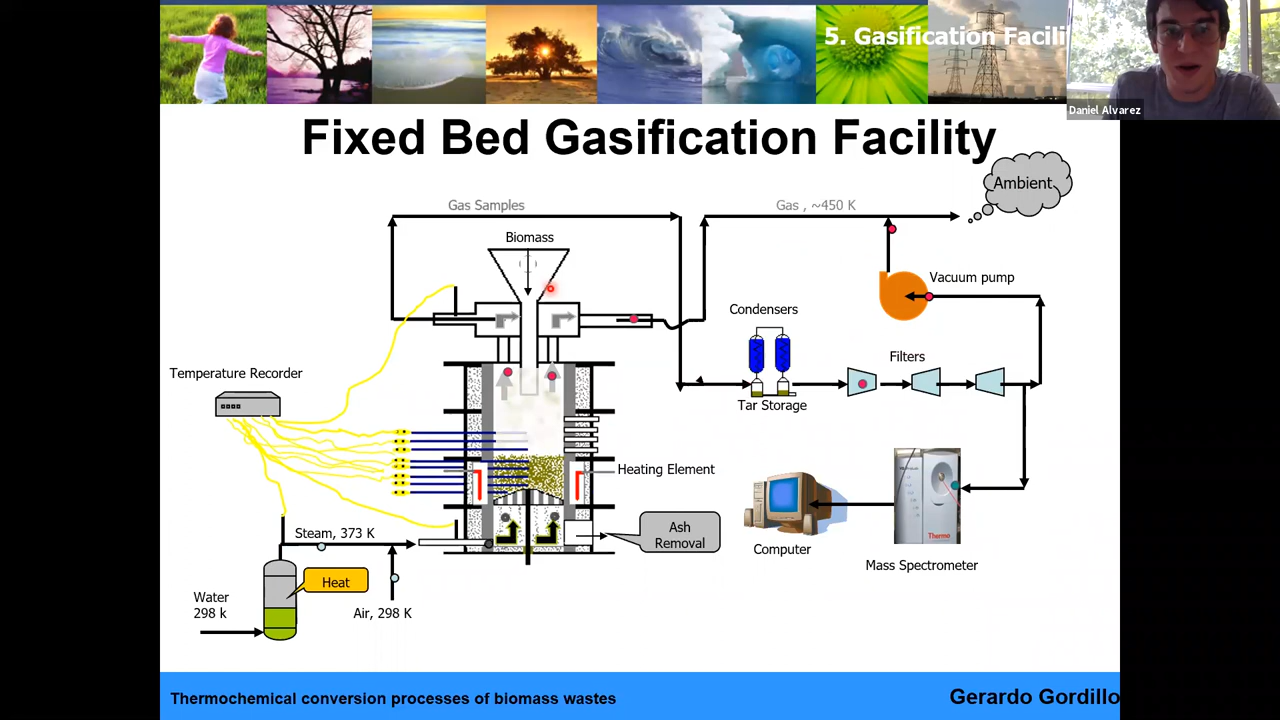 5. Gasification Facili
Daniel Alvarez
Fixed Bed Gasification Facility
Ambient
Gas Samples
Gas , ~450 K
Biomass
Vacuum pump
Condensers
Filters
Temperature Recorder
Tar Storage
Heating Element
Ash
Removal
Steam, 373 K
Computer
Thermo
Mass Spectrometer
Heat
Water
298 k
Air, 298 K
Thermochemical conversion processes of biomass wastes
Gerardo Gordillo